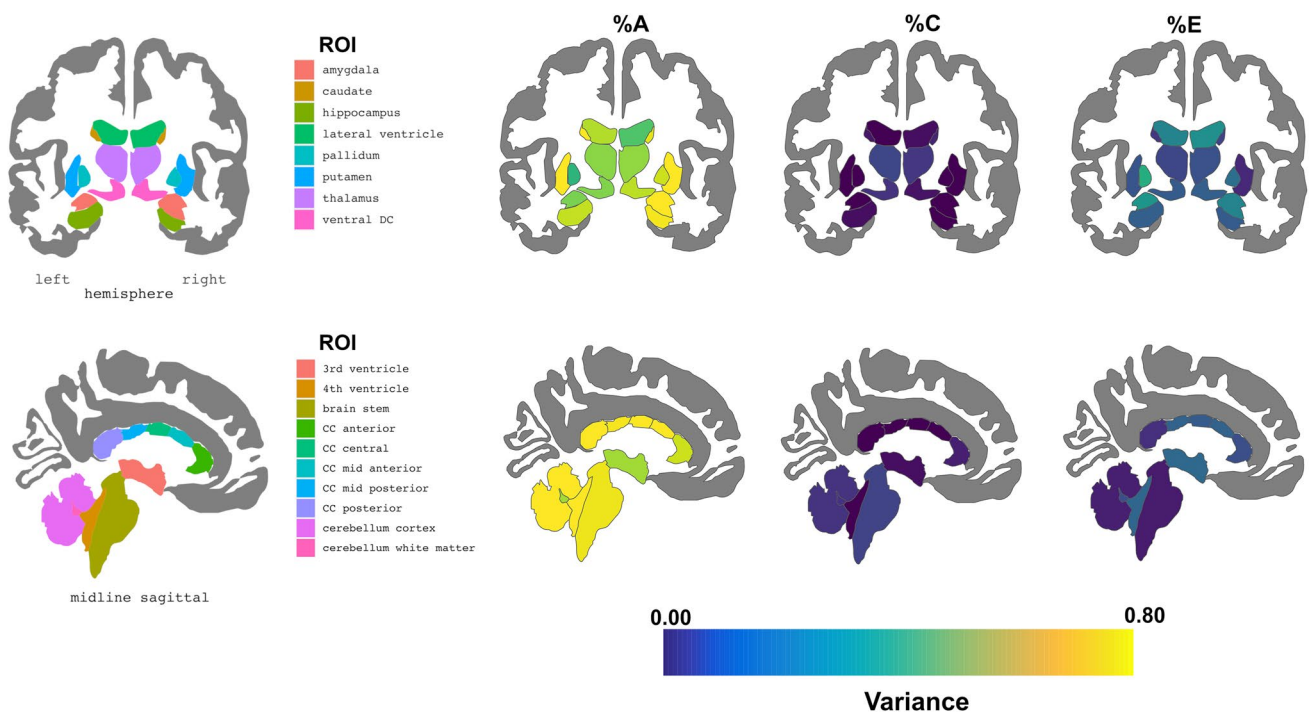 %A
%C
%E
ROI
amygdala
caudate
hippocampus
lateral ventricle
pallidum
putamen
thalamus
ventral DC
left
right
hemisphere
ROI
3rd ventricle
4th ventricle
brain stem
CC anterior
CC central
CC mid anterior
CC mid posterior
CC posterior
cerebellum cortex
cerebellum white matter
midline sagittal
0.00
0.80
Variance